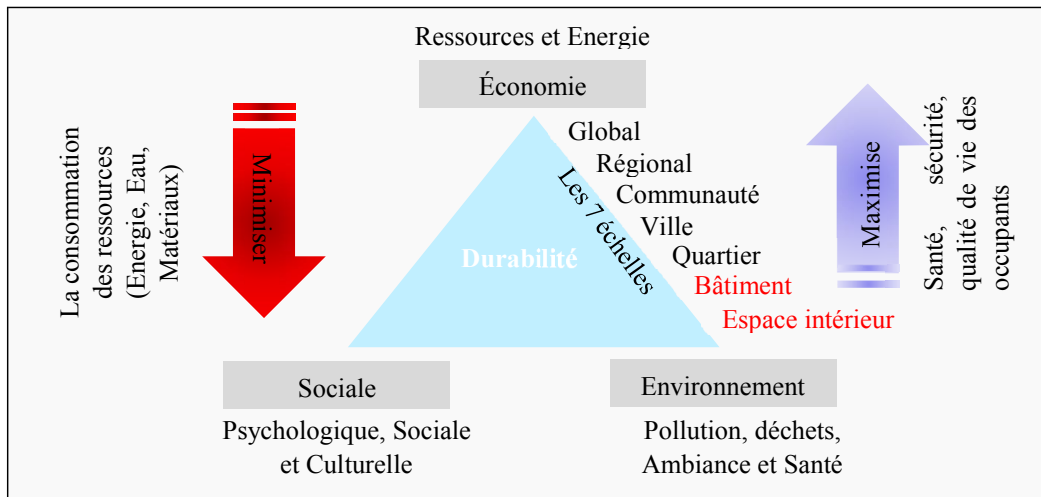 Ressources et Energie
Économie
La consommation
des ressources
(Energie, Eau,
Matériaux)
Minimiser
Durabilité
Les 7 échelles
Global
Régional
Communauté
Ville
Quartier
Bâtiment
Espace intérieur
Maximise
Santé, sécurité,
qualité de vie des
occupants
Sociale
Psychologique, Sociale
et Culturelle
Environnement
Pollution, déchets,
Ambiance et Santé